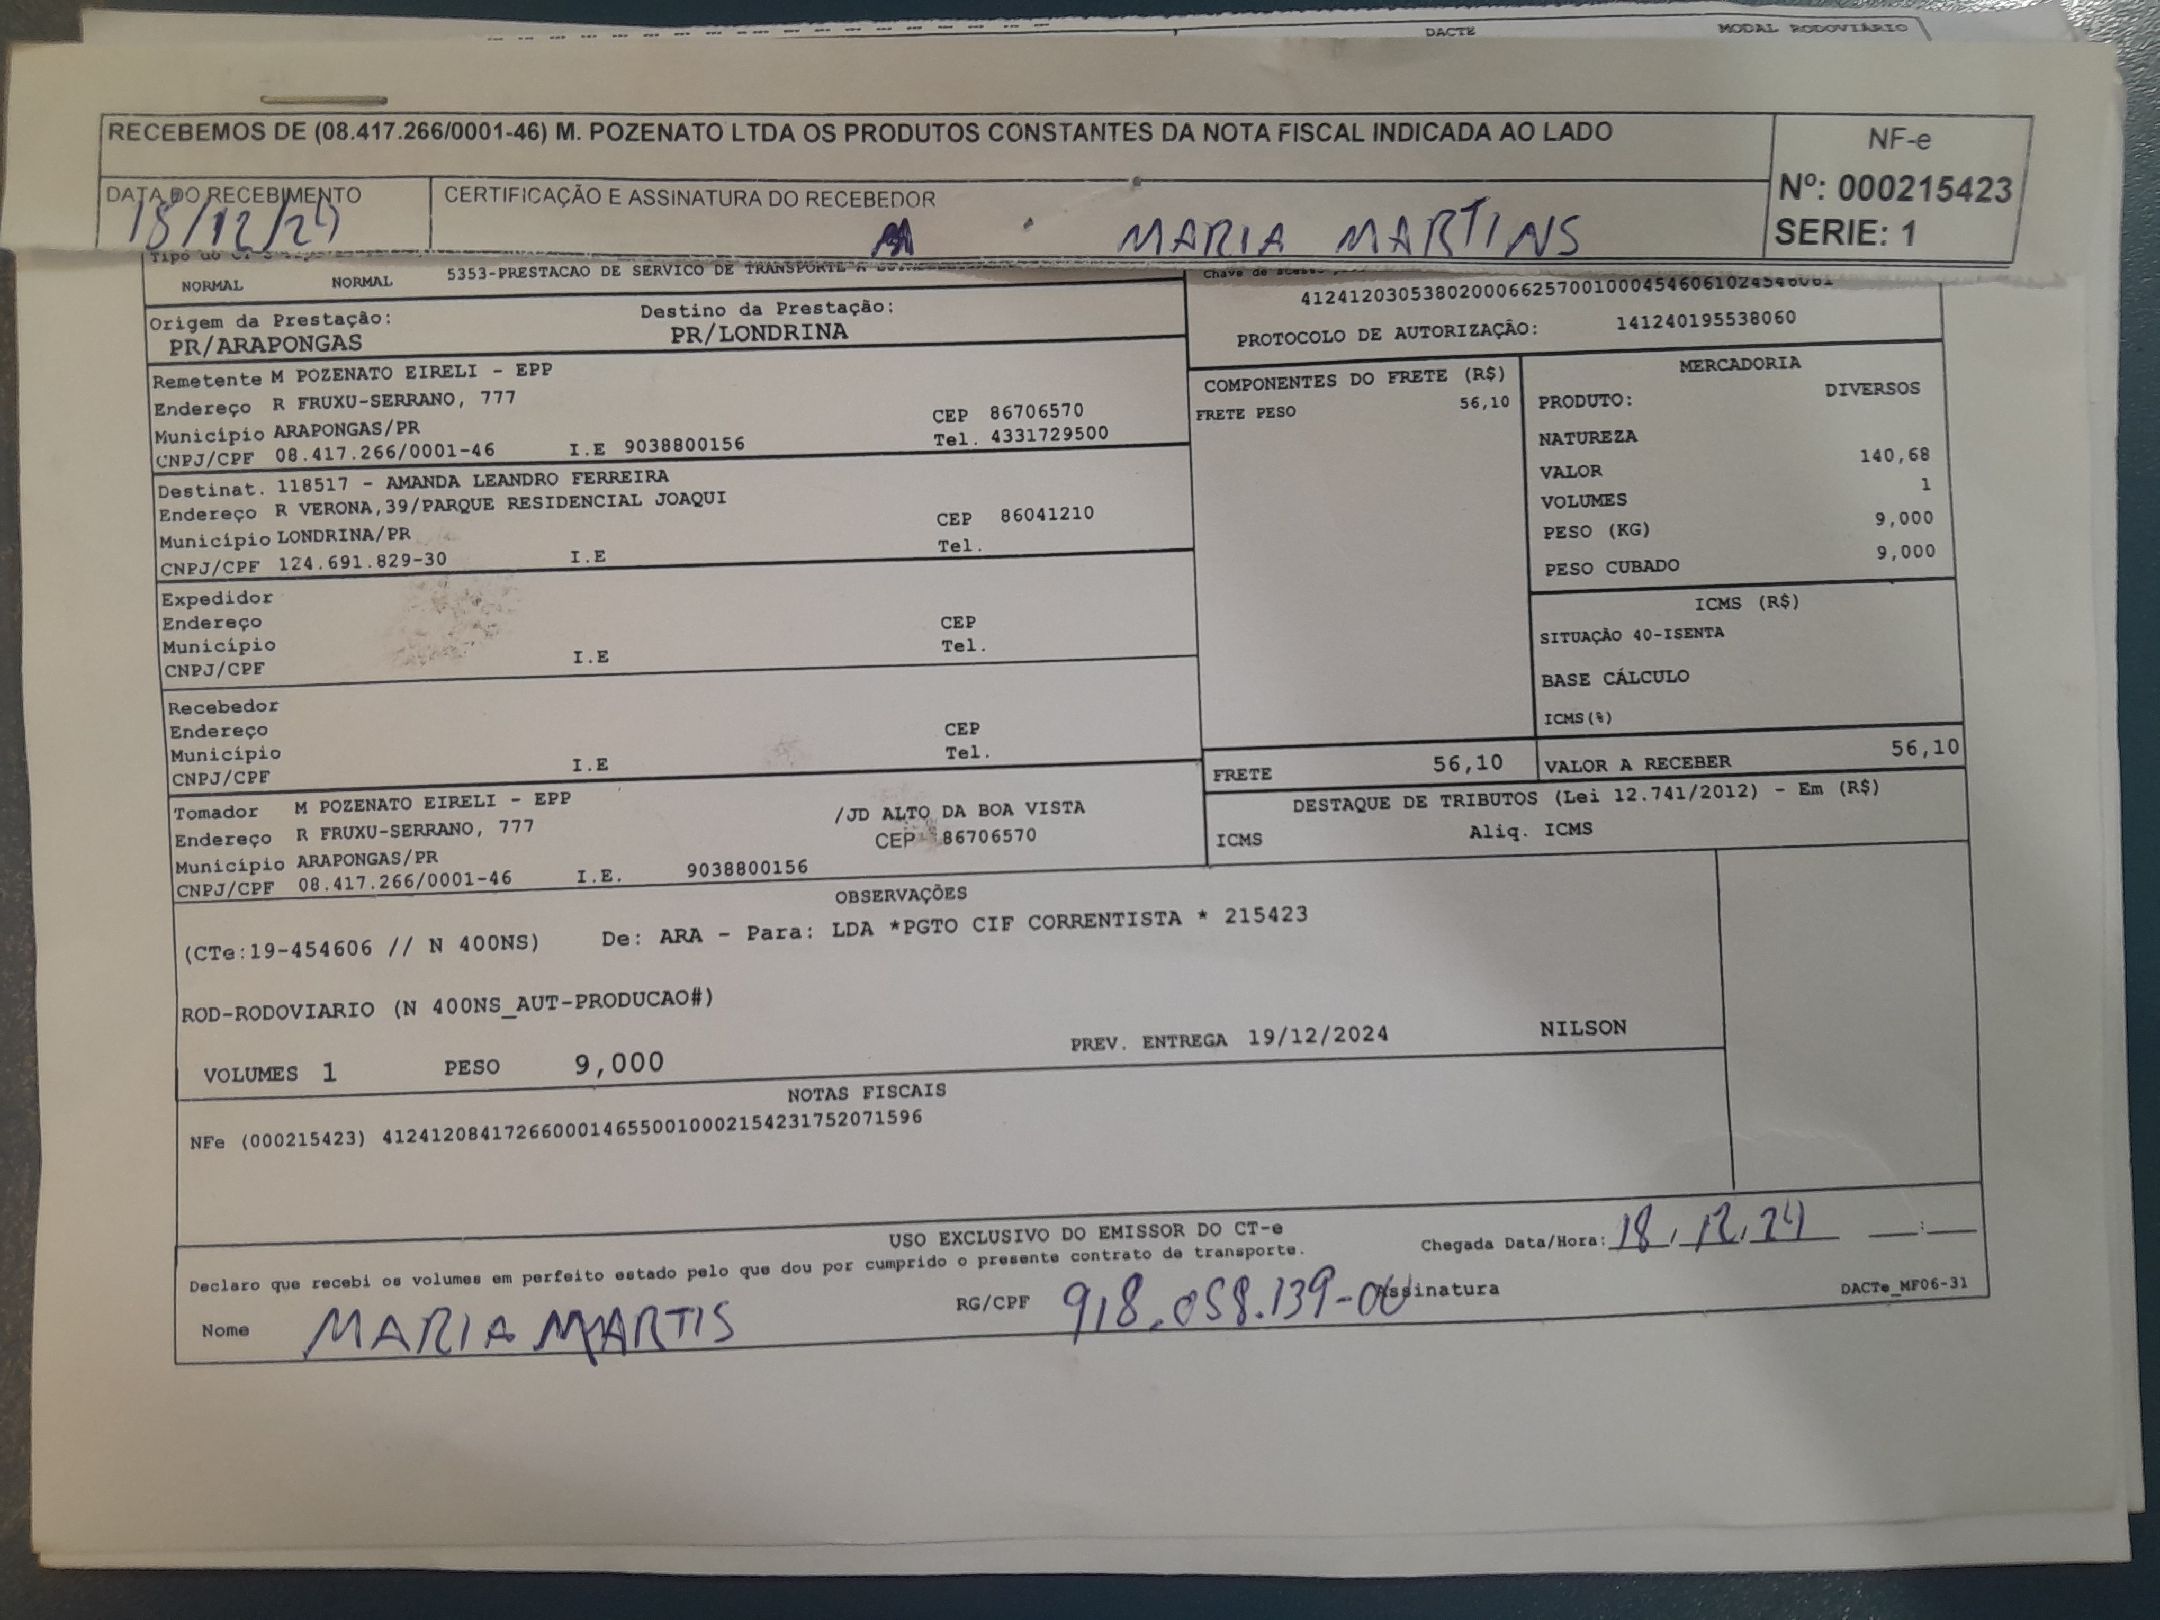 DACTE MODAL RODOVIÁRIO
RECEBEMOS DE (08.417.266/0001-46) M. POZENATO LTDA OS PRODUTOS CONSTANTES DA NOTA FISCAL INDICADA AO LADO
NF-e
Nº: 000215423
SERIE: 1
DATA DO RECEBIMENTO
18/12/24
CERTIFICAÇÃO E ASSINATURA DO RECEBEDOR
MARIA MARTINS
NORMAL NORMAL 5353-PRESTACAO DE SERVICO DE TRANSPORTE A
Chave de acesso
41241203053802000662570010004546061024546061
PROTOCOLO DE AUTORIZAÇÃO: 141240195538060
Origem da Prestação: Destino da Prestação:
PR/ARAPONGAS PR/LONDRINA
Remetente M POZENATO EIRELI - EPP
Endereço R FRUXU-SERRANO, 777 CEP 86706570
Município ARAPONGAS/PR Tel. 4331729500
CNPJ/CPF 08.417.266/0001-46 I.E 9038800156
Destinat. 118517 - AMANDA LEANDRO FERREIRA
Endereço R VERONA,39/PARQUE RESIDENCIAL JOAQUI CEP 86041210
Município LONDRINA/PR Tel.
CNPJ/CPF 124.691.829-30 I.E
Expedidor
Endereço CEP
Município Tel.
CNPJ/CPF I.E
Recebedor
Endereço CEP
Município Tel.
CNPJ/CPF I.E
Tomador M POZENATO EIRELI - EPP /JD ALTO DA BOA VISTA
Endereço R FRUXU-SERRANO, 777 CEP 86706570
Município ARAPONGAS/PR
CNPJ/CPF 08.417.266/0001-46 I.E. 9038800156
COMPONENTES DO FRETE (R$)
FRETE PESO 56,10
MERCADORIA
PRODUTO: DIVERSOS
NATUREZA
VALOR 140,68
VOLUMES 1
PESO (KG) 9,000
PESO CUBADO 9,000
ICMS (R$)
SITUAÇÃO 40-ISENTA
BASE CÁLCULO
ICMS(%)
FRETE 56,10 VALOR A RECEBER 56,10
DESTAQUE DE TRIBUTOS (Lei 12.741/2012) - Em (R$)
ICMS Aliq. ICMS
OBSERVAÇÕES
(CTe:19-454606 // N 400NS) De: ARA - Para: LDA *PGTO CIF CORRENTISTA * 215423
ROD-RODOVIARIO (N 400NS_AUT-PRODUCAO#)
VOLUMES 1 PESO 9,000 PREV. ENTREGA 19/12/2024 NILSON
NOTAS FISCAIS
NFe (000215423) 41241208417266000146550010002154231752071596
USO EXCLUSIVO DO EMISSOR DO CT-e
Declaro que recebi os volumes em perfeito estado pelo que dou por cumprido o presente contrato de transporte.
Chegada Data/Hora: 18,12,24 __:__
Nome MARIA MARTIS RG/CPF 918.058.139-00 Assinatura DACTe_MF06-31